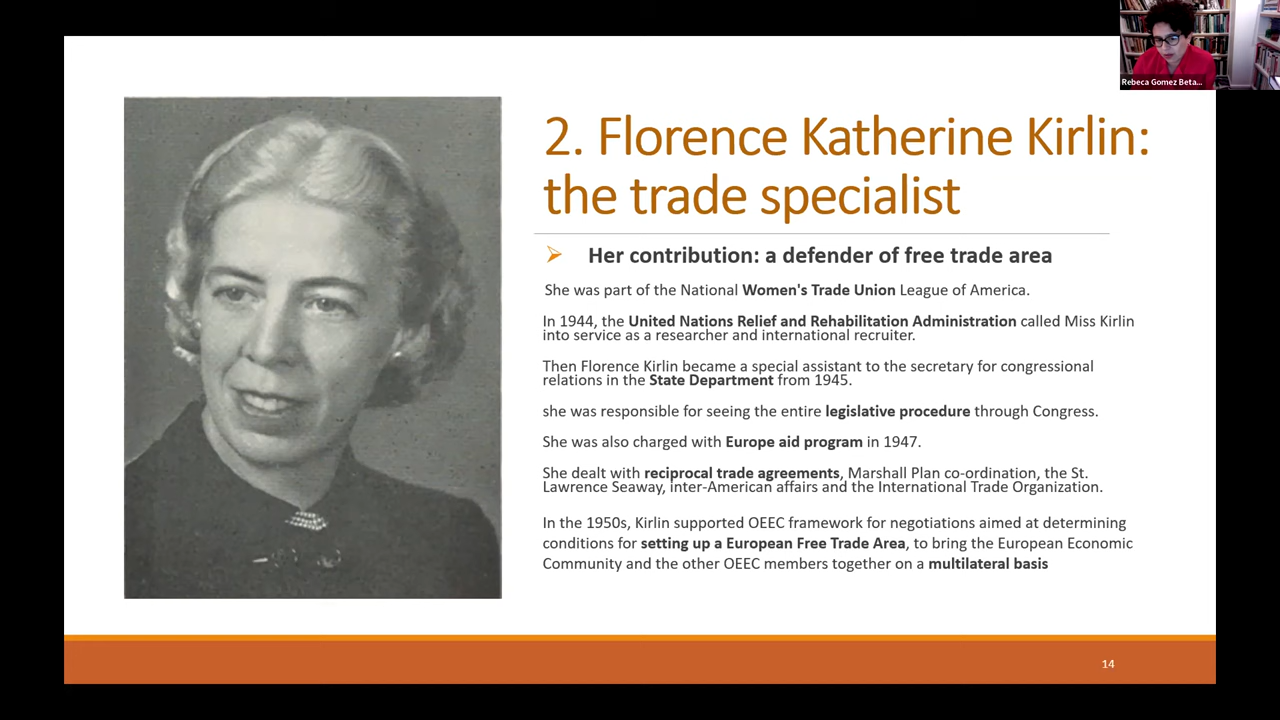 Rebeca Gomez Beta...
2. Florence Katherine Kirlin:
the trade specialist
Her contribution: a defender of free trade area
She was part of the National Women's Trade Union League of America.
In 1944, the United Nations Relief and Rehabilitation Administration called Miss Kirlin
into service as a researcher and international recruiter.
Then Florence Kirlin became a special assistant to the secretary for congressional
relations in the State Department from 1945.
she was responsible for seeing the entire legislative procedure through Congress.
She was also charged with Europe aid program in 1947.
She dealt with reciprocal trade agreements, Marshall Plan co-ordination, the St.
Lawrence Seaway, inter-American affairs and the International Trade Organization.
In the 1950s, Kirlin supported OEEC framework for negotiations aimed at determining
conditions for setting up a European Free Trade Area, to bring the European Economic
Community and the other OEEC members together on a multilateral basis
14